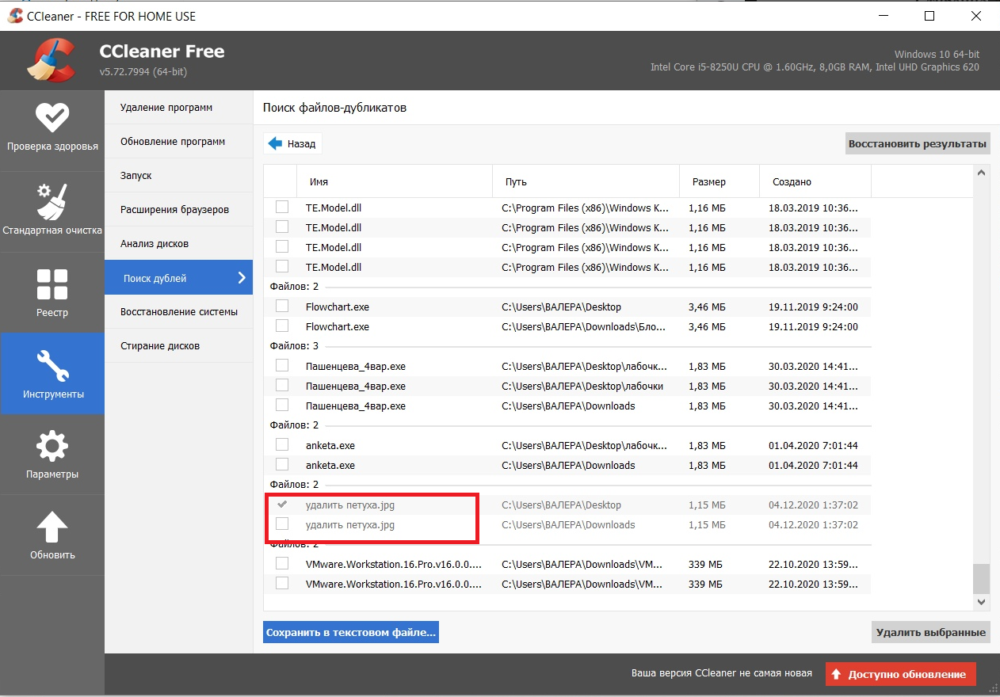 CCleaner - FREE FOR HOME USE
CCleaner Free
v5.72.7994 (64-bit)
Windows 10 64-bit
Intel Core i5-8250U CPU @ 1.60GHz, 8,0GB RAM, Intel UHD Graphics 620
Проверка здоровья
Стандартная очистка
Реестр
Инструменты
Параметры
Обновить
Удаление программ
Обновление программ
Запуск
Расширения браузеров
Анализ дисков
Поиск дублей
Восстановление системы
Стирание дисков
Поиск файлов-дубликатов
Назад
Восстановить результаты
Имя Путь Размер Создано
TE.Model.dll C:\Program Files (x86)\Windows K... 1,16 МБ 18.03.2019 10:36...
TE.Model.dll C:\Program Files (x86)\Windows K... 1,16 МБ 18.03.2019 10:36...
TE.Model.dll C:\Program Files (x86)\Windows K... 1,16 МБ 18.03.2019 10:36...
TE.Model.dll C:\Program Files (x86)\Windows K... 1,16 МБ 18.03.2019 10:36...
Файлов: 2
Flowchart.exe C:\Users\ВАЛЕРА\Desktop 3,46 МБ 19.11.2019 9:24:00
Flowchart.exe C:\Users\ВАЛЕРА\Downloads\Бло... 3,46 МБ 19.11.2019 9:24:00
Файлов: 3
Пашенцева_4вар.exe C:\Users\ВАЛЕРА\Desktop\лабочк... 1,83 МБ 30.03.2020 14:41...
Пашенцева_4вар.exe C:\Users\ВАЛЕРА\Desktop\лабочки 1,83 МБ 30.03.2020 14:41...
Пашенцева_4вар.exe C:\Users\ВАЛЕРА\Downloads 1,83 МБ 30.03.2020 14:41...
Файлов: 2
anketa.exe C:\Users\ВАЛЕРА\Desktop\лабочк... 1,83 МБ 01.04.2020 7:01:44
anketa.exe C:\Users\ВАЛЕРА\Downloads 1,83 МБ 01.04.2020 7:01:44
Файлов: 2
удалить петуха.jpg C:\Users\ВАЛЕРА\Desktop 1,15 МБ 04.12.2020 1:37:02
удалить петуха.jpg C:\Users\ВАЛЕРА\Downloads 1,15 МБ 04.12.2020 1:37:02
Файлов: 2
VMware.Workstation.16.Pro.v16.0.0.... C:\Users\ВАЛЕРА\Downloads\VM... 339 МБ 22.10.2020 13:59...
VMware.Workstation.16.Pro.v16.0.0.... C:\Users\ВАЛЕРА\Downloads\VM... 339 МБ 22.10.2020 13:59...
Сохранить в текстовом файле...
Удалить выбранные
Ваша версия CCleaner не самая новая
Доступно обновление